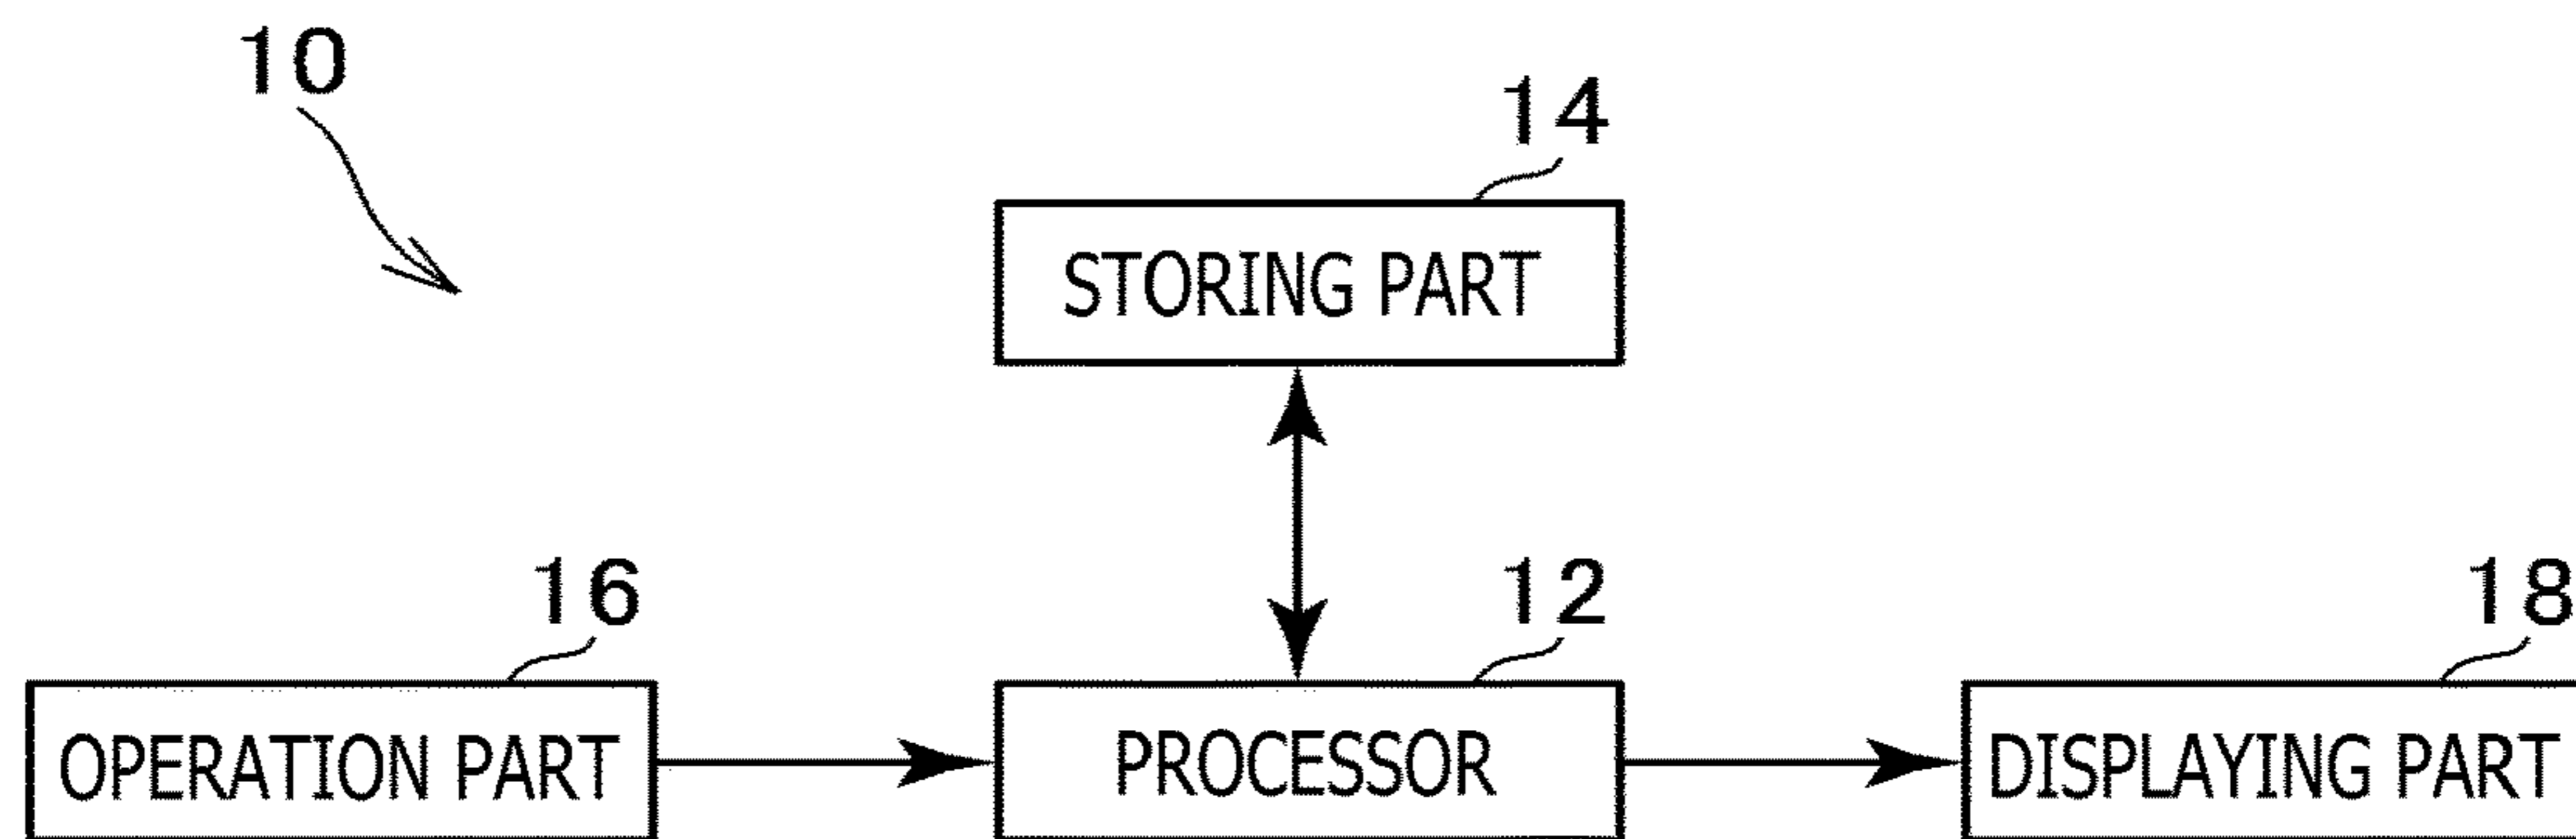 10
14
STORING PART
16
12
18
OPERATION PART
PROCESSOR
DISPLAYING PART